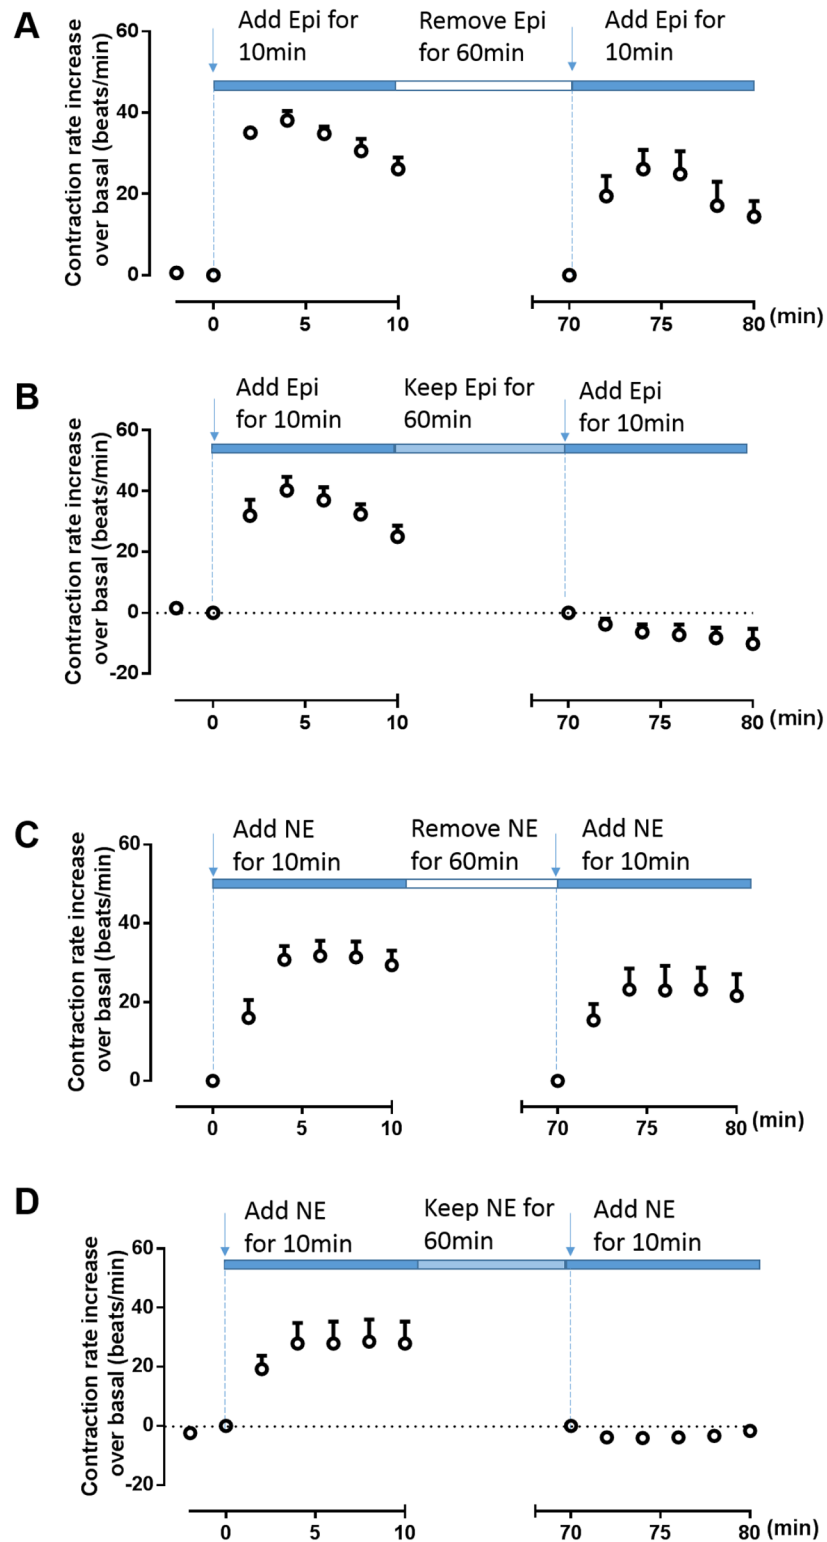 A
Add Epi for
10min
Remove Epi
for 60min
Add Epi for
10min
Contraction rate increase
over basal (beats/min)
60
40
20
0
0
5
10
70
75
80
(min)
B
Add Epi
for 10min
Keep Epi for
60min
Add Epi
for 10min
Contraction rate increase
over basal (beats/min)
60
40
20
0
-20
0
5
10
70
75
80
(min)
C
Add NE
for 10min
Remove NE
for 60min
Add NE
for 10min
Contraction rate increase
over basal (beats/min)
60
40
20
0
0
5
10
70
75
80
(min)
D
Add NE
for 10min
Keep NE for
60min
Add NE
for 10min
Contraction rate increase
over basal (beats/min)
60
40
20
0
-20
0
5
10
70
75
80
(min)